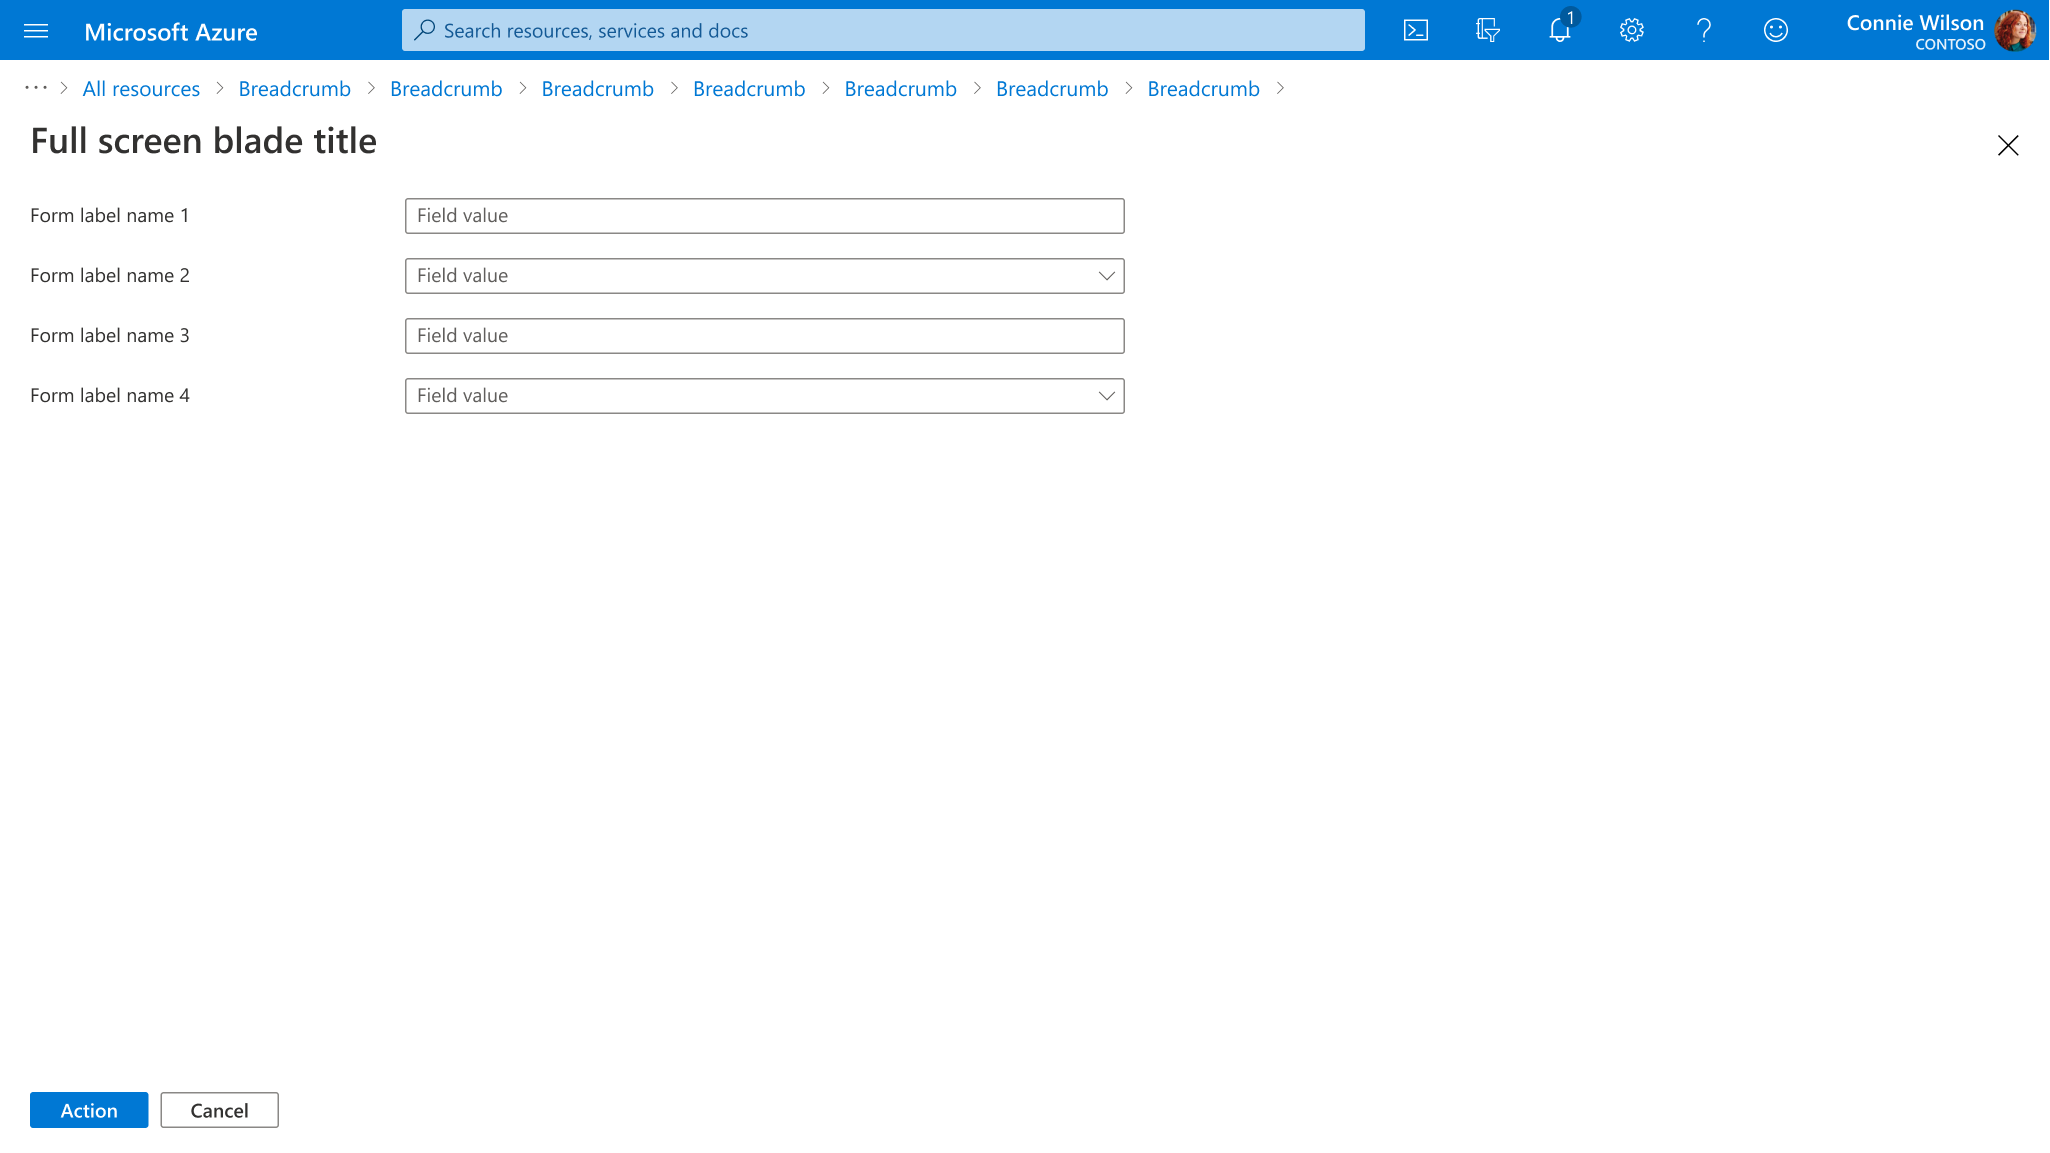 Microsoft Azure
Search resources, services and docs
1
Connie Wilson
CONTOSO
··· > All resources > Breadcrumb > Breadcrumb > Breadcrumb > Breadcrumb > Breadcrumb > Breadcrumb > Breadcrumb >
Full screen blade title
Form label name 1 Field value
Form label name 2 Field value
Form label name 3 Field value
Form label name 4 Field value
Action Cancel